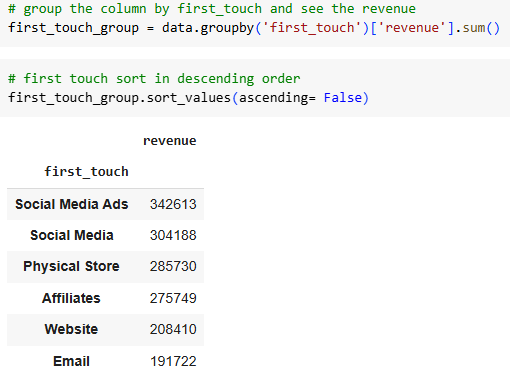 # group the column by first_touch and see the revenue
first_touch_group = data.groupby('first_touch')['revenue'].sum()
# first touch sort in descending order
first_touch_group.sort_values(ascending= False)
revenue
first_touch
Social Media Ads 342613
Social Media 304188
Physical Store 285730
Affiliates 275749
Website 208410
Email 191722